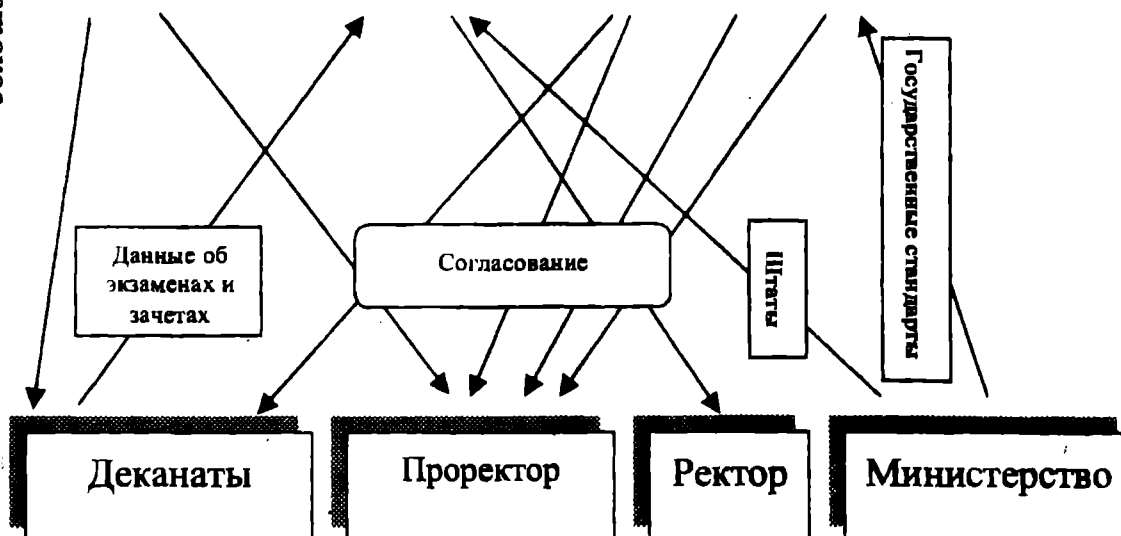 Государственные стандарты
Данные об
экзаменах и
зачетах
Согласование
Штаты
Деканаты
Проректор
Ректор
Министерство